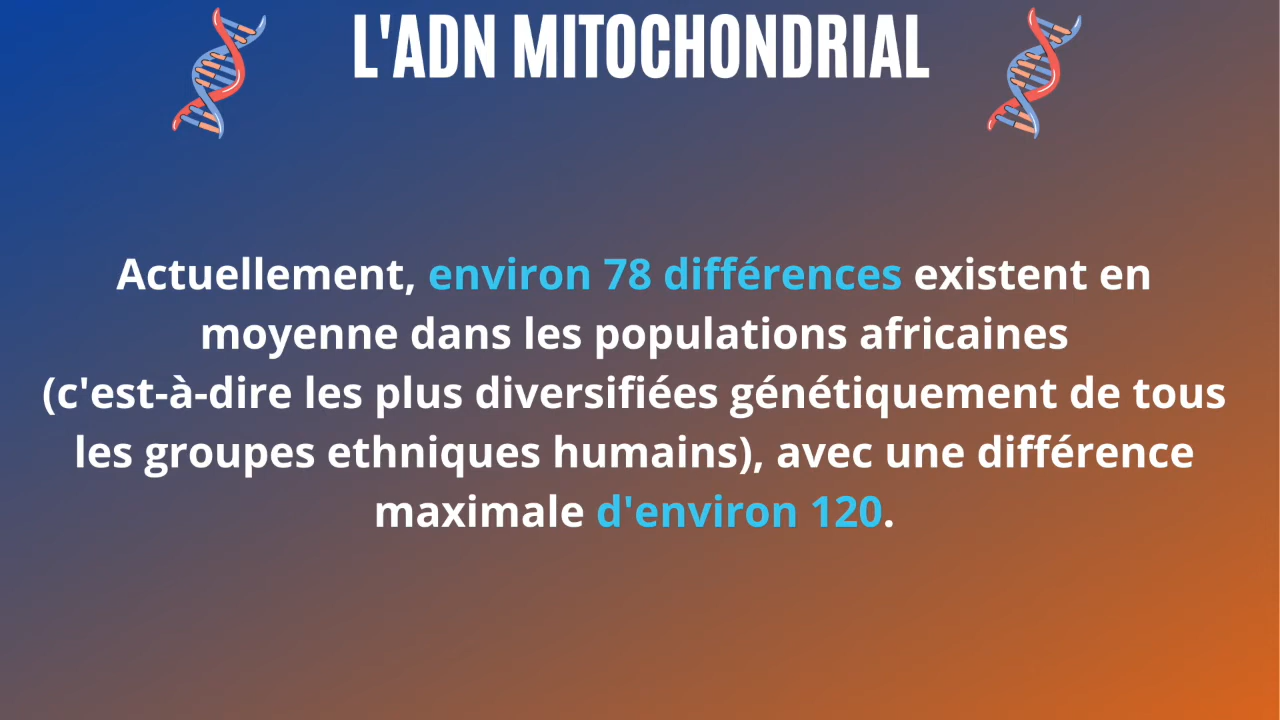 L'ADN MITOCHONDRIAL
Actuellement, environ 78 différences existent en
moyenne dans les populations africaines
(c'est-à-dire les plus diversifiées génétiquement de tous
les groupes ethniques humains), avec une différence
maximale d'environ 120.